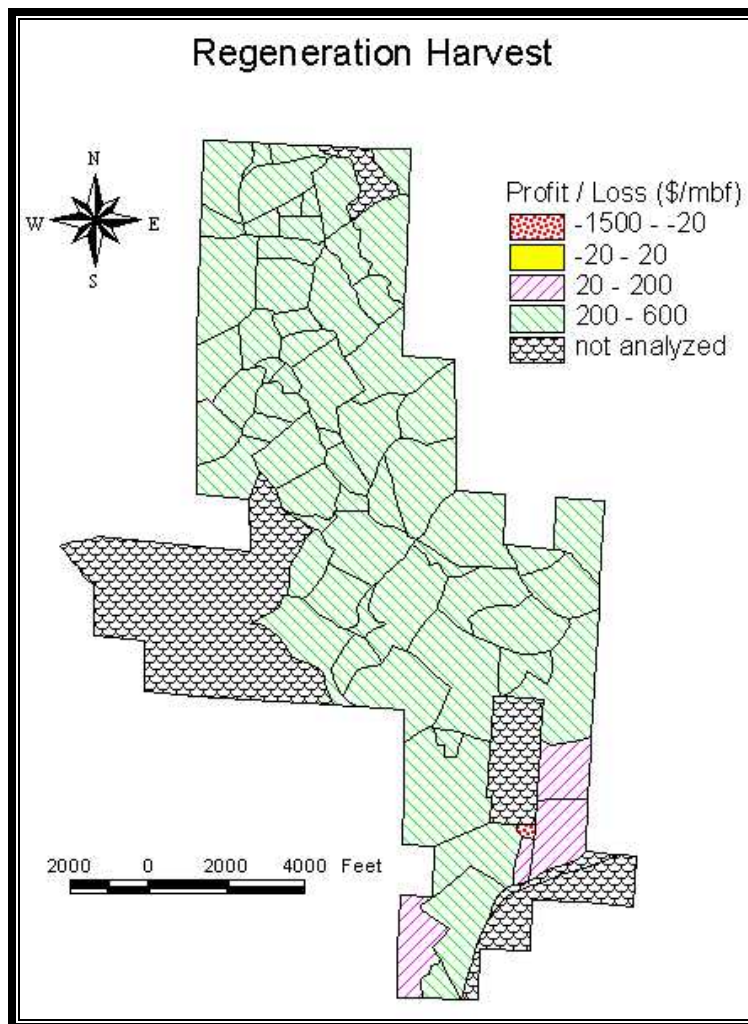 Regeneration Harvest
N
W E
S
Profit / Loss ($/mbf)
-1500 - -20
-20 - 20
20 - 200
200 - 600
not analyzed
2000 0 2000 4000 Feet